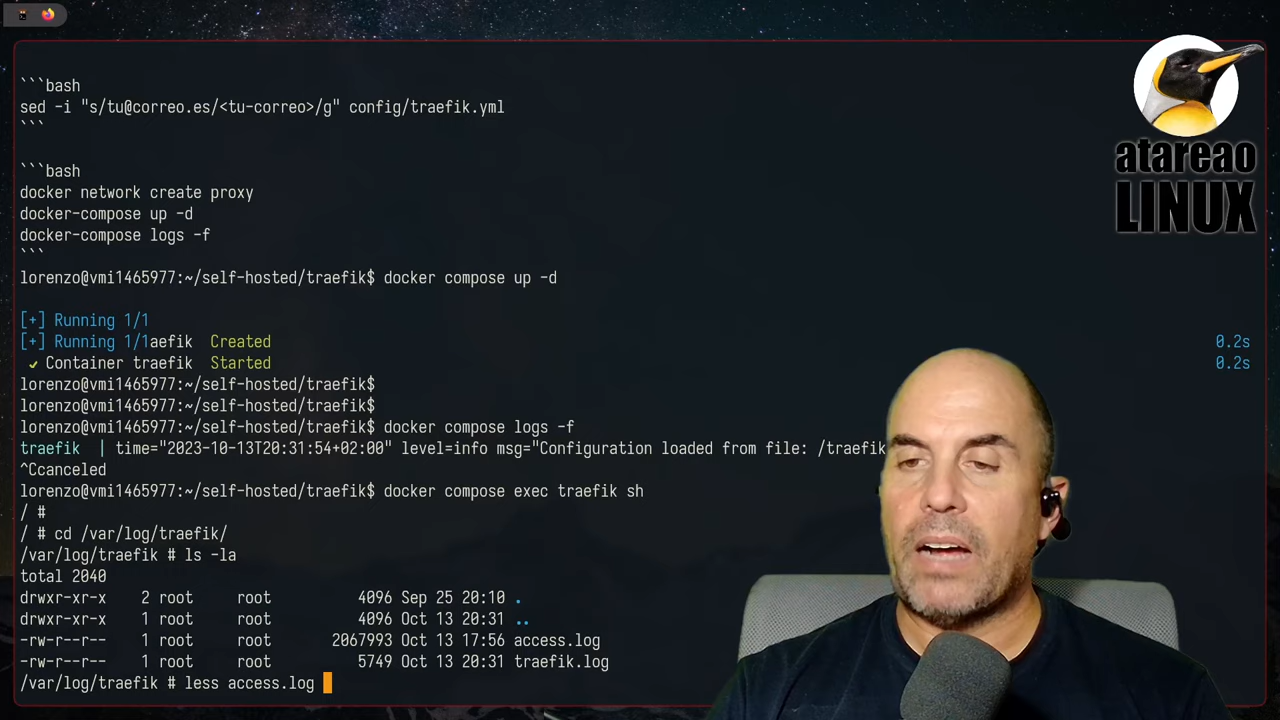 ```bash
sed -i "s/tu@correo.es/<tu-correo>/g" config/traefik.yml
```
```bash
docker network create proxy
docker-compose up -d
docker-compose logs -f
```
lorenzo@vmi1465977:~/self-hosted/traefik$ docker compose up -d
[+] Running 1/1
[+] Running 1/1aefik  Created 0.2s
✓ Container traefik  Started 0.2s
lorenzo@vmi1465977:~/self-hosted/traefik$
lorenzo@vmi1465977:~/self-hosted/traefik$
lorenzo@vmi1465977:~/self-hosted/traefik$ docker compose logs -f
traefik  | time="2023-10-13T20:31:54+02:00" level=info msg="Configuration loaded from file: /traefik
^Ccanceled
lorenzo@vmi1465977:~/self-hosted/traefik$ docker compose exec traefik sh
/ #
/ # cd /var/log/traefik/
/var/log/traefik # ls -la
total 2040
drwxr-xr-x    2 root     root          4096 Sep 25 20:10 .
drwxr-xr-x    1 root     root          4096 Oct 13 20:31 ..
-rw-r--r--    1 root     root       2067993 Oct 13 17:56 access.log
-rw-r--r--    1 root     root          5749 Oct 13 20:31 traefik.log
/var/log/traefik # less access.log
atareao
LINUX